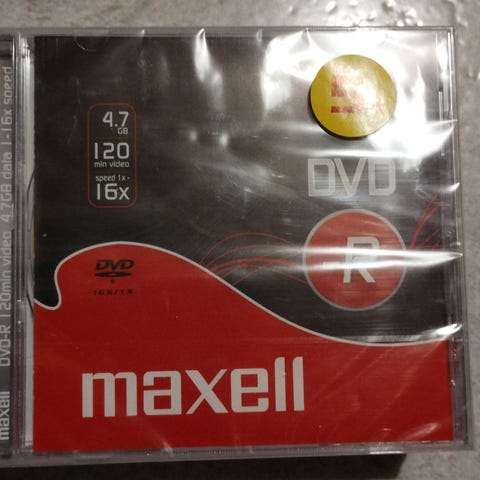 4.7
GB
120
min video
speed 1x -
16x
DVD
-R
DVD
R
16X/1X-
maxell
maxell DVD-R 120min video 4.7GB data 1-16x speed